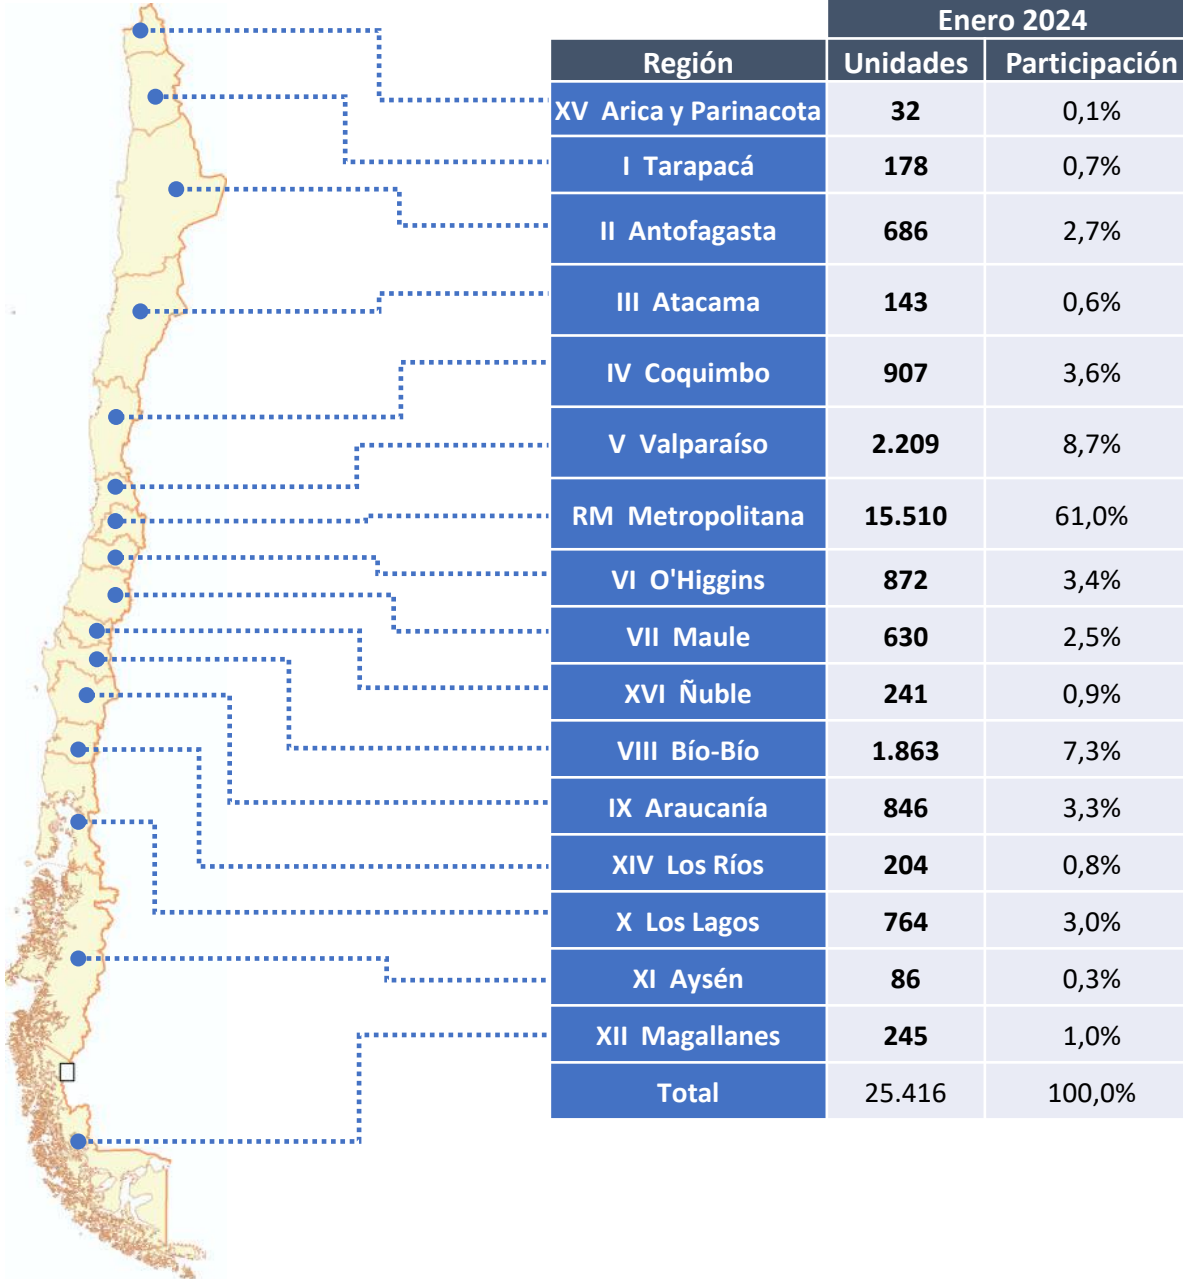 Enero 2024
Región Unidades Participación
XV Arica y Parinacota 32 0,1%
I Tarapacá 178 0,7%
II Antofagasta 686 2,7%
III Atacama 143 0,6%
IV Coquimbo 907 3,6%
V Valparaíso 2.209 8,7%
RM Metropolitana 15.510 61,0%
VI O'Higgins 872 3,4%
VII Maule 630 2,5%
XVI Ñuble 241 0,9%
VIII Bío-Bío 1.863 7,3%
IX Araucanía 846 3,3%
XIV Los Ríos 204 0,8%
X Los Lagos 764 3,0%
XI Aysén 86 0,3%
XII Magallanes 245 1,0%
Total 25.416 100,0%